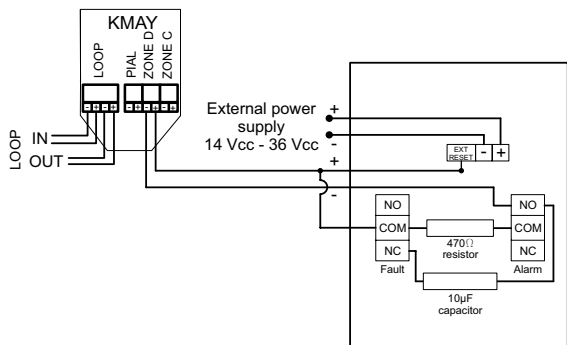 KMAY
LOOP
PIAL
ZONE D
ZONE C
- + - +
- + - + - +
LOOP
IN
OUT
External power
supply
14 Vcc - 36 Vcc
+
-
+
-
EXT
RESET
- +
NO
COM
NC
Fault
470Ω
resistor
10µF
capacitor
NO
COM
NC
Alarm